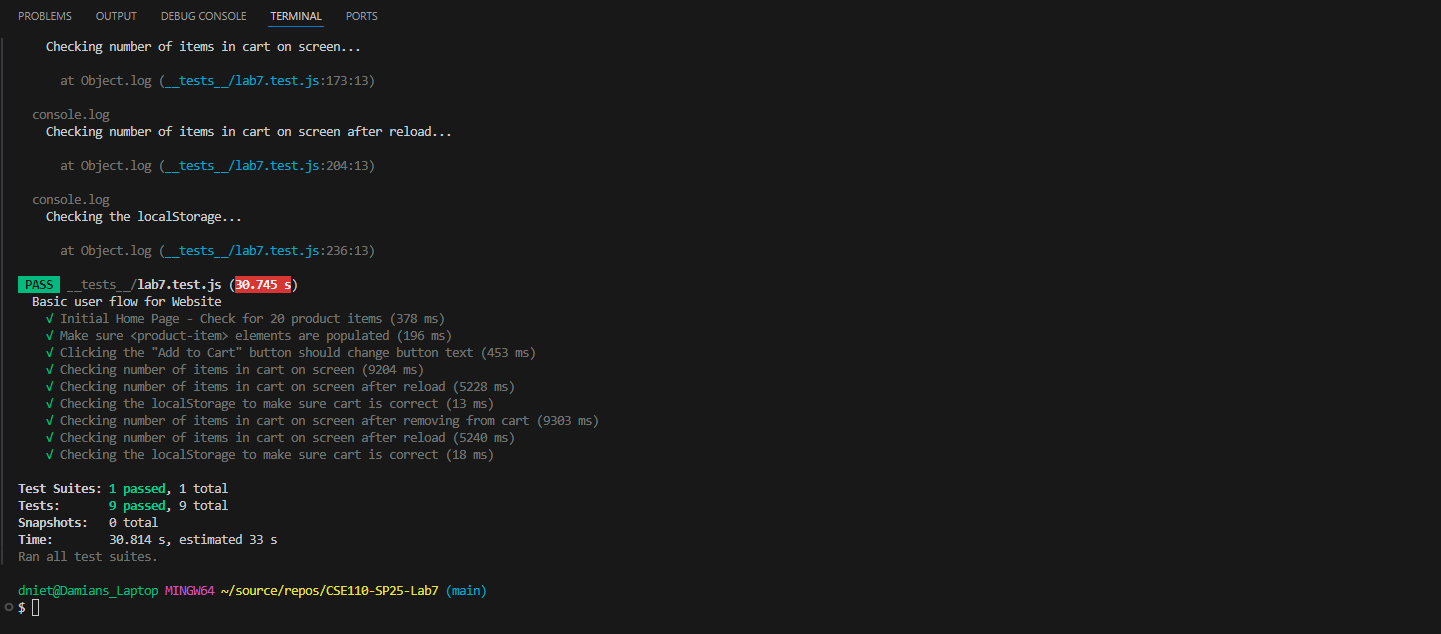 PROBLEMS OUTPUT DEBUG CONSOLE TERMINAL PORTS
Checking number of items in cart on screen...
at Object.log (__tests__/lab7.test.js:173:13)
console.log
Checking number of items in cart on screen after reload...
at Object.log (__tests__/lab7.test.js:204:13)
console.log
Checking the localStorage...
at Object.log (__tests__/lab7.test.js:236:13)
PASS __tests__/lab7.test.js (30.745 s)
Basic user flow for Website
√ Initial Home Page - Check for 20 product items (378 ms)
√ Make sure <product-item> elements are populated (196 ms)
√ Clicking the "Add to Cart" button should change button text (453 ms)
√ Checking number of items in cart on screen (9204 ms)
√ Checking number of items in cart on screen after reload (5228 ms)
√ Checking the localStorage to make sure cart is correct (13 ms)
√ Checking number of items in cart on screen after removing from cart (9303 ms)
√ Checking number of items in cart on screen after reload (5240 ms)
√ Checking the localStorage to make sure cart is correct (18 ms)
Test Suites: 1 passed, 1 total
Tests: 9 passed, 9 total
Snapshots: 0 total
Time: 30.814 s, estimated 33 s
Ran all test suites.
dniet@Damians_Laptop MINGW64 ~/source/repos/CSE110-SP25-Lab7 (main)
$